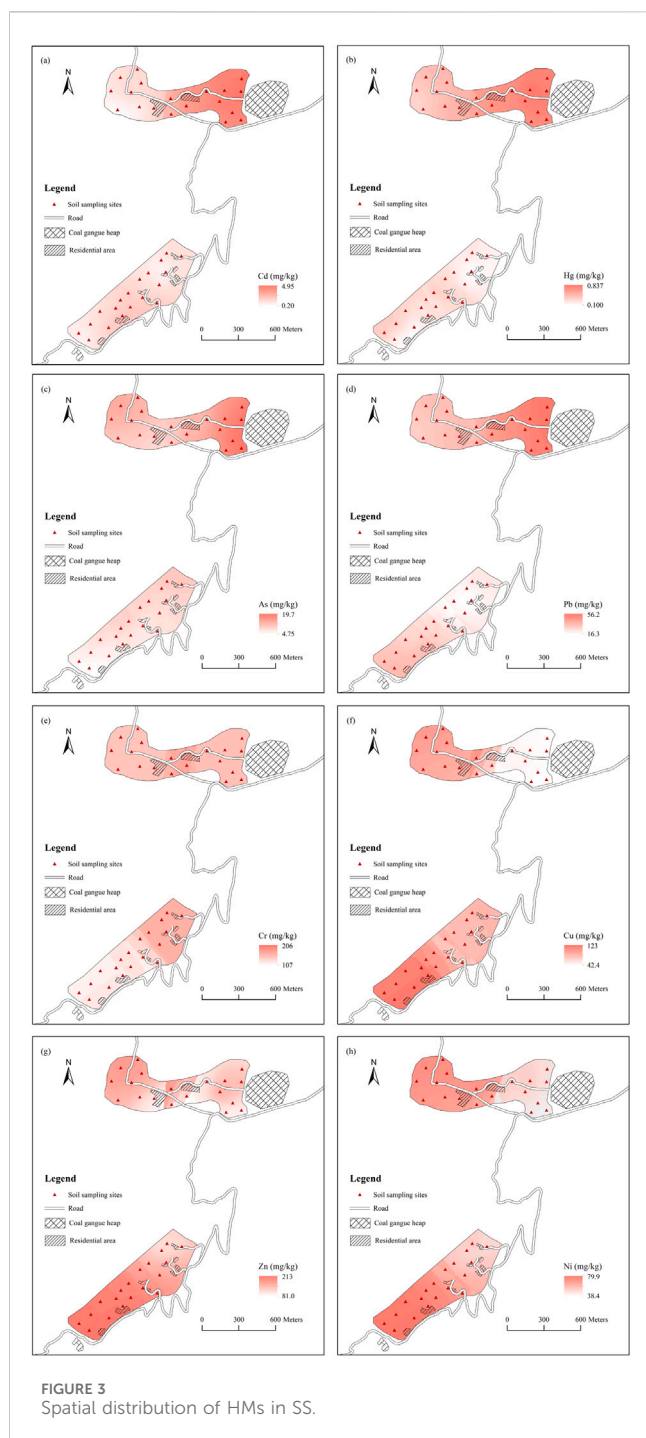 (a)
N
Legend
Soil sampling sites
Road
Coal gangue heap
Residential area
Cd (mg/kg)
4.95
0.20
0 300 600 Meters
(b)
N
Legend
Soil sampling sites
Road
Coal gangue heap
Residential area
Hg (mg/kg)
0.837
0.100
0 300 600 Meters
(c)
N
Legend
Soil sampling sites
Road
Coal gangue heap
Residential area
As (mg/kg)
19.7
4.75
0 300 600 Meters
(d)
N
Legend
Soil sampling sites
Road
Coal gangue heap
Residential area
Pb (mg/kg)
56.2
16.3
0 300 600 Meters
(e)
N
Legend
Soil sampling sites
Road
Coal gangue heap
Residential area
Cr (mg/kg)
206
107
0 300 600 Meters
(f)
N
Legend
Soil sampling sites
Road
Coal gangue heap
Residential area
Cu (mg/kg)
123
42.4
0 300 600 Meters
(g)
N
Legend
Soil sampling sites
Road
Coal gangue heap
Residential area
Zn (mg/kg)
213
81.0
0 300 600 Meters
(h)
N
Legend
Soil sampling sites
Road
Coal gangue heap
Residential area
Ni (mg/kg)
79.9
38.4
0 300 600 Meters
FIGURE 3
Spatial distribution of HMs in SS.